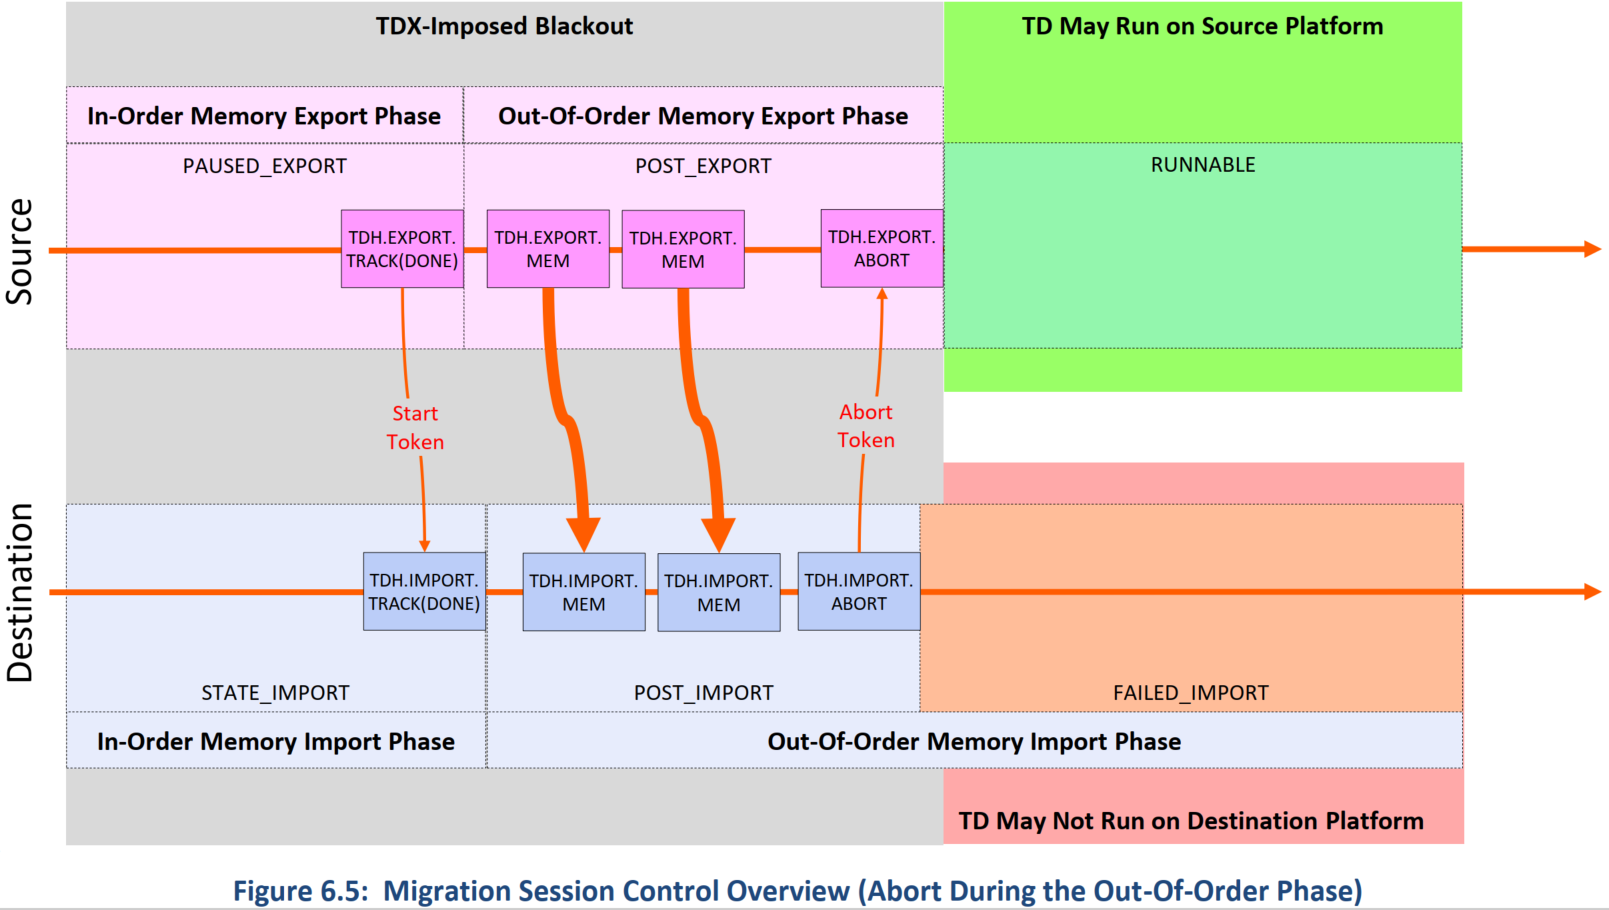 TDX-Imposed Blackout
TD May Run on Source Platform
In-Order Memory Export Phase
Out-Of-Order Memory Export Phase
PAUSED_EXPORT
POST_EXPORT
RUNNABLE
Source
TDH.EXPORT.
TRACK(DONE)
TDH.EXPORT.
MEM
TDH.EXPORT.
MEM
TDH.EXPORT.
ABORT
Start
Token
Abort
Token
Destination
TDH.IMPORT.
TRACK(DONE)
TDH.IMPORT.
MEM
TDH.IMPORT.
MEM
TDH.IMPORT.
ABORT
STATE_IMPORT
POST_IMPORT
FAILED_IMPORT
In-Order Memory Import Phase
Out-Of-Order Memory Import Phase
TD May Not Run on Destination Platform
Figure 6.5: Migration Session Control Overview (Abort During the Out-Of-Order Phase)